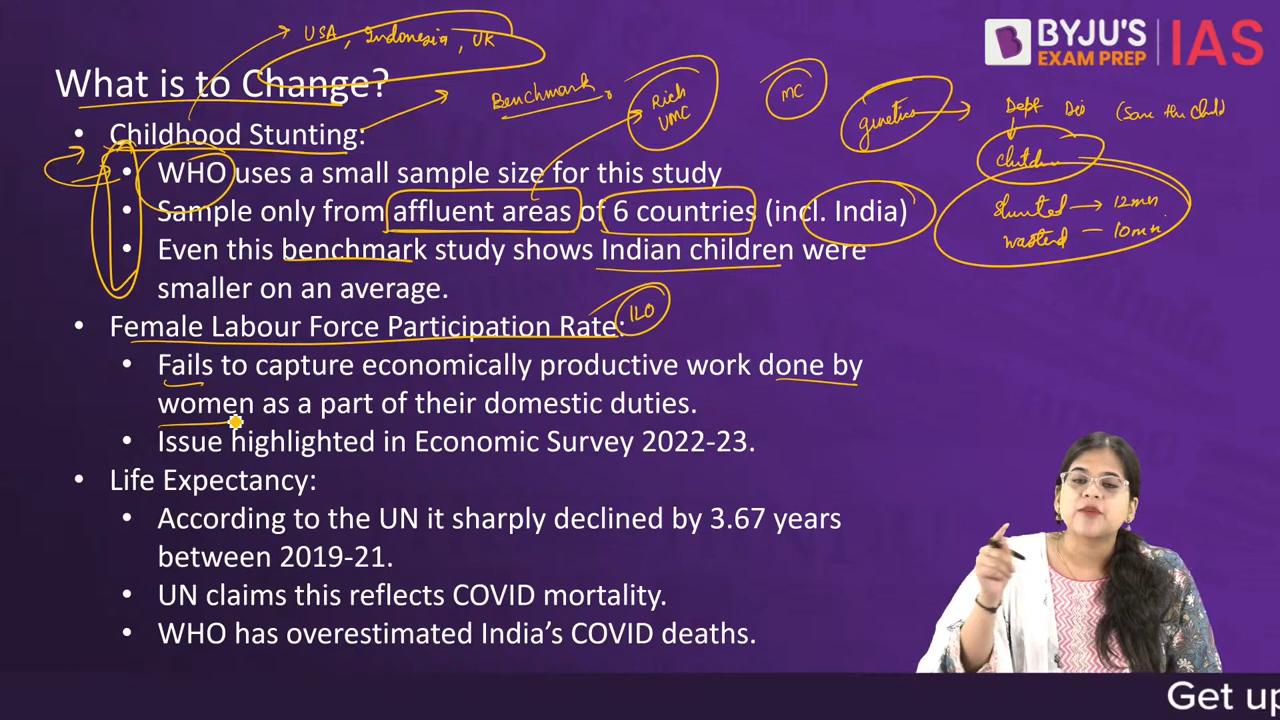 USA, Indonesia, UK
BYJU'S
EXAM PREP
IAS
What is to Change?
Benchmark
Rich
UMC
MC
genetics
Dept
(Save the Child
• Childhood Stunting:
children
• WHO uses a small sample size for this study
• Sample only from affluent areas of 6 countries (incl. India)
stunted → 12mn
wasted — 10mn
• Even this benchmark study shows Indian children were
smaller on an average.
ILO
• Female Labour Force Participation Rate:
• Fails to capture economically productive work done by
women as a part of their domestic duties.
• Issue highlighted in Economic Survey 2022-23.
• Life Expectancy:
• According to the UN it sharply declined by 3.67 years
between 2019-21.
• UN claims this reflects COVID mortality.
• WHO has overestimated India's COVID deaths.
Get up